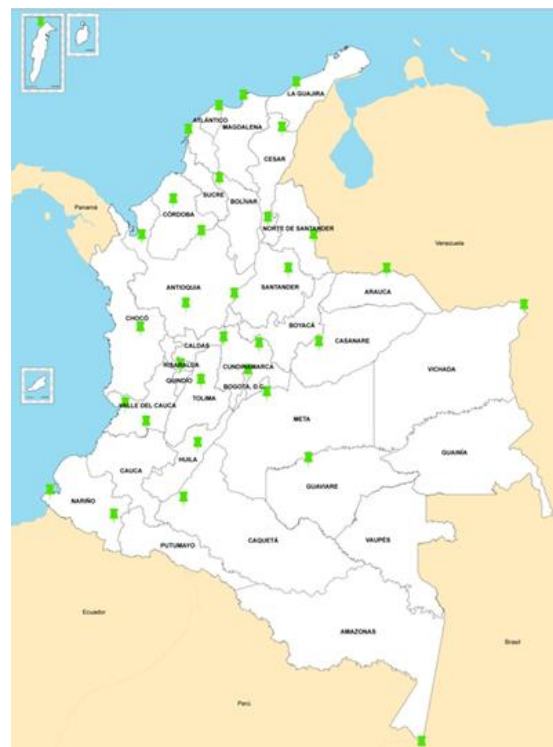 LA GUAJIRA
ATLÁNTICO
MAGDALENA
CESAR
SUCRE
BOLÍVAR
CÓRDOBA
Panamá
NORTE DE SANTANDER
Venezuela
ANTIOQUIA
SANTANDER
ARAUCA
CHOCÓ
BOYACÁ
CALDAS
CASANARE
RISARALDA
CUNDINAMARCA
VICHADA
QUINDÍO
BOGOTA, D.C.
TOLIMA
VALLE DEL CAUCA
META
GUAINÍA
HUILA
CAUCA
GUAVIARE
NARIÑO
CAQUETÁ
VAUPÉS
PUTUMAYO
Ecuador
AMAZONAS
Brasil
Perú